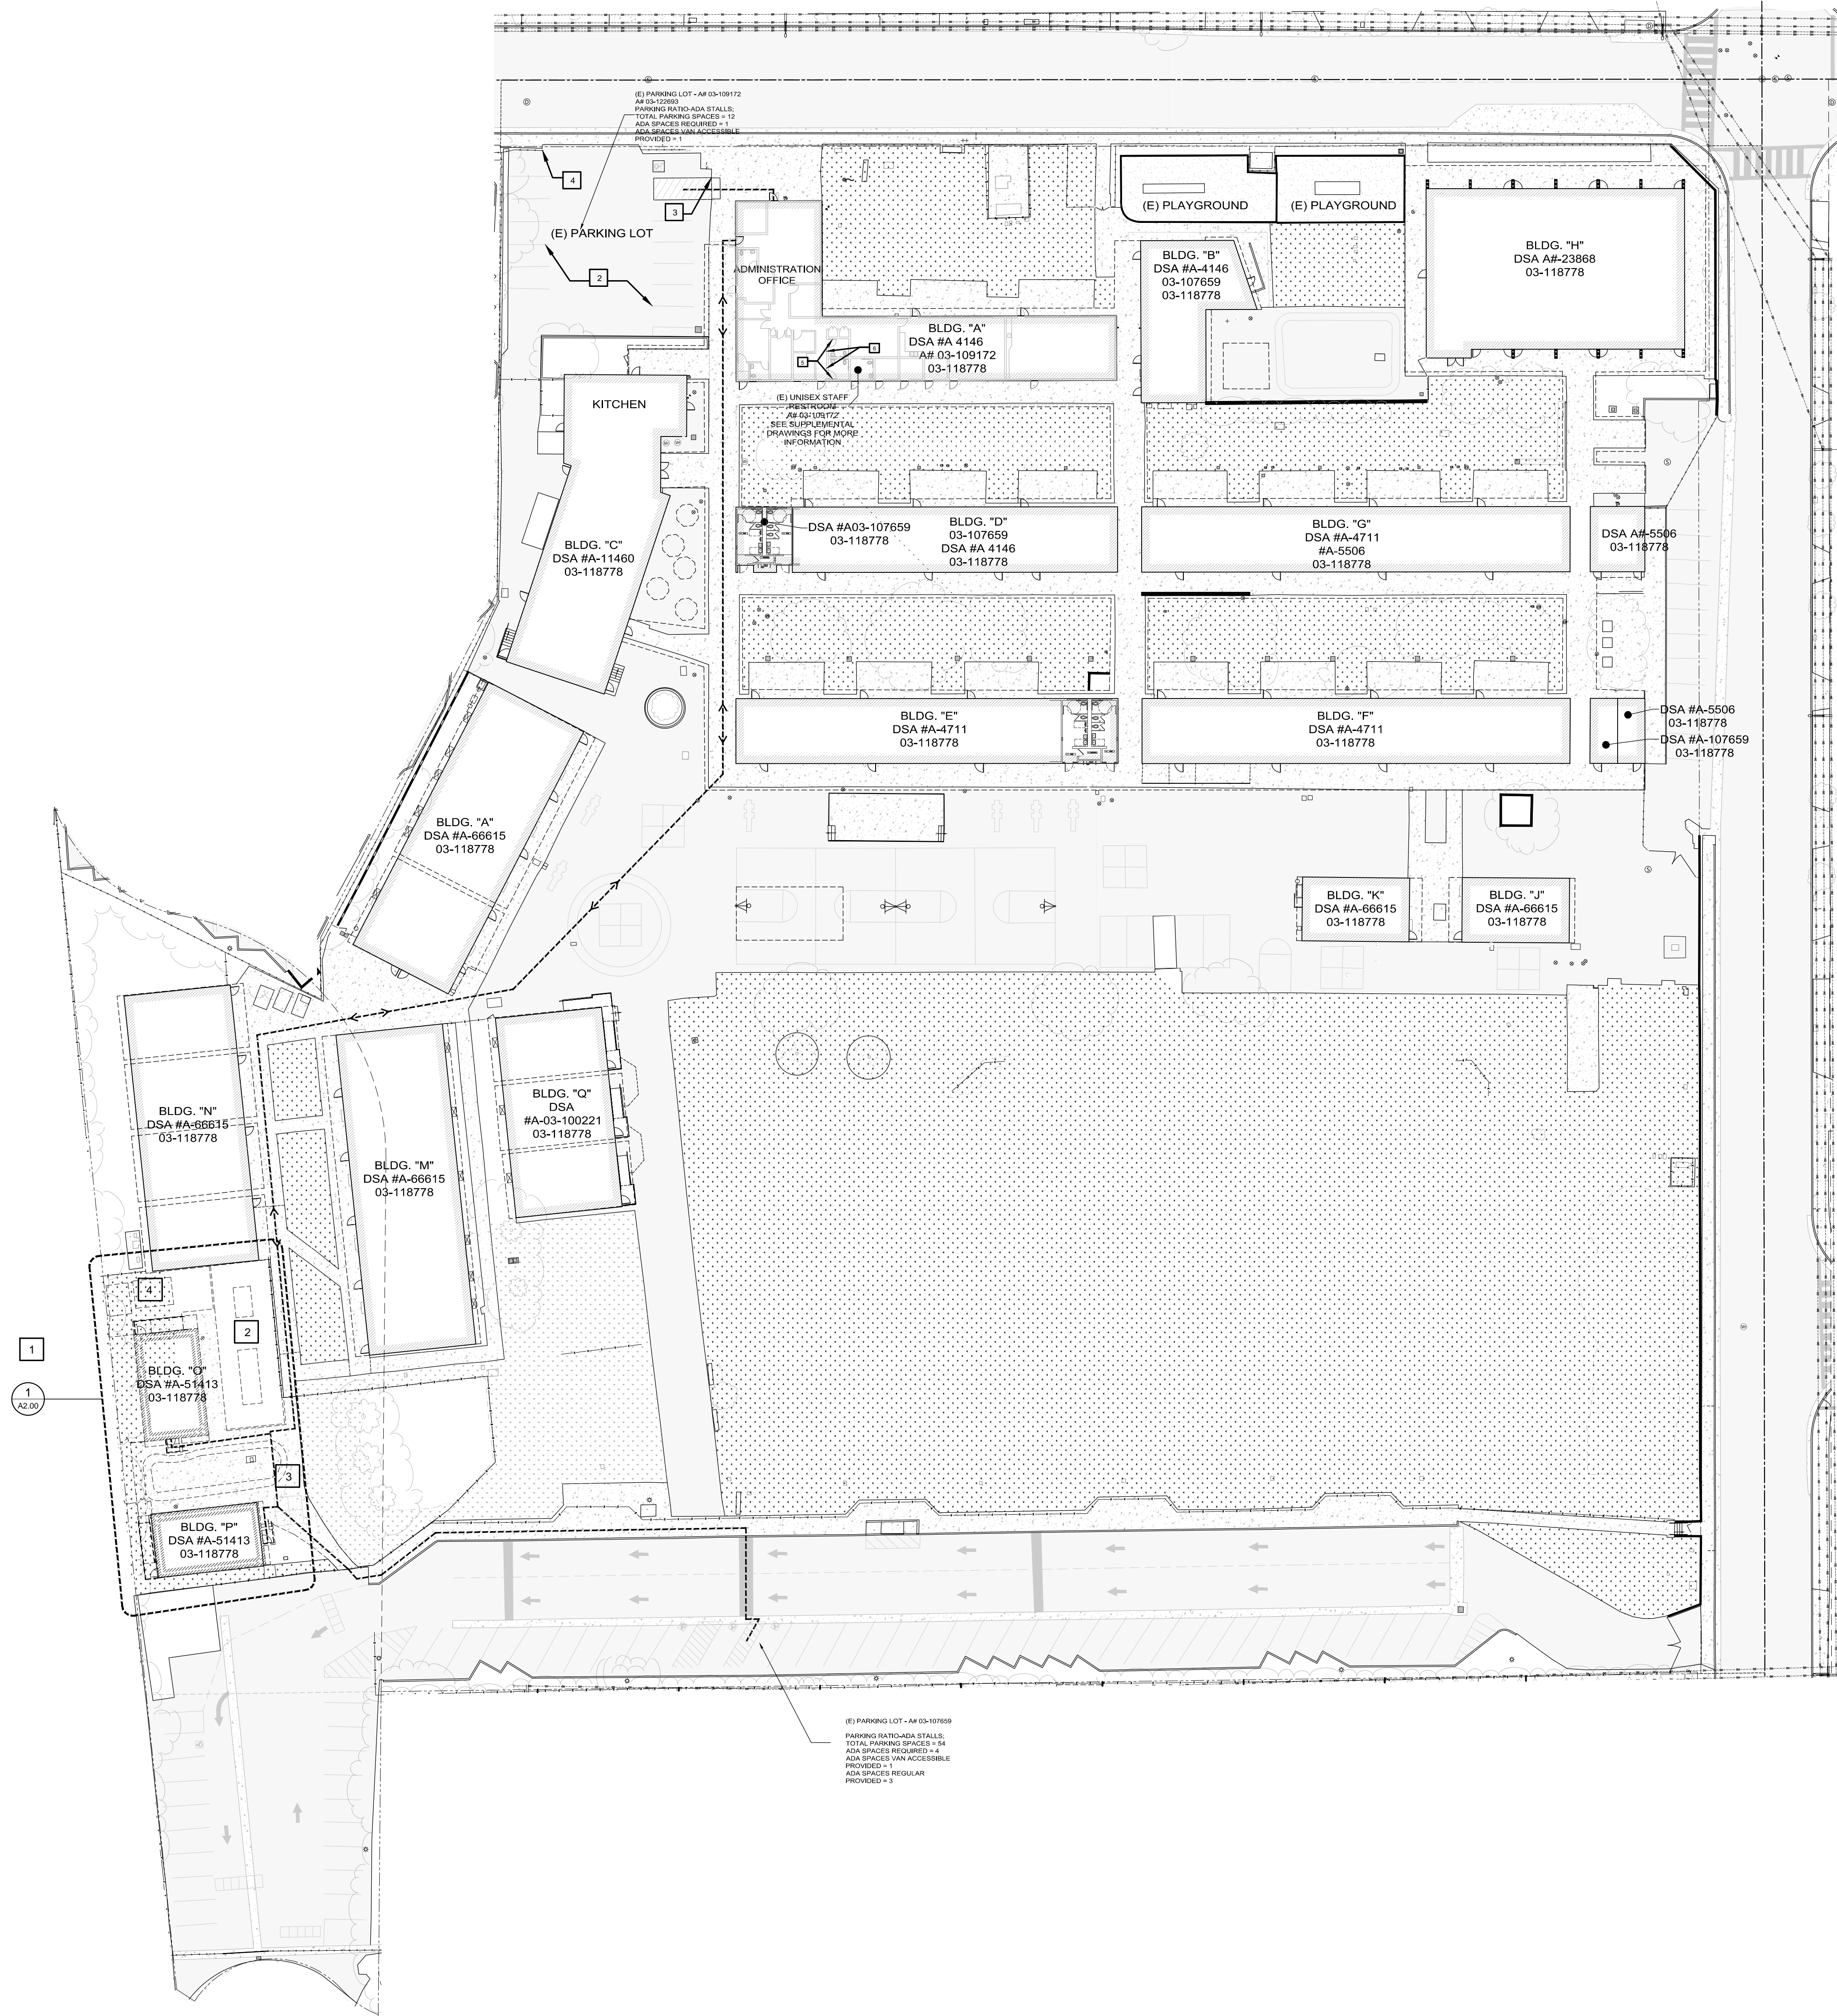 (E) PARKING LOT - A# 03-109172
A# 03-122693
PARKING RATIO-ADA STALLS;
TOTAL PARKING SPACES = 12
ADA SPACES REQUIRED = 1
ADA SPACES VAN ACCESSIBLE
PROVIDED = 1
4
3
(E) PARKING LOT
2
ADMINISTRATION
OFFICE
(E) PLAYGROUND
(E) PLAYGROUND
BLDG. "B"
DSA #A-4146
03-107659
03-118778
BLDG. "H"
DSA A#-23868
03-118778
BLDG. "A"
DSA #A 4146
A# 03-109172
03-118778
5
6
(E) UNISEX STAFF
RESTROOM
A# 03-109172
SEE SUPPLEMENTAL
DRAWINGS FOR MORE
INFORMATION
KITCHEN
BLDG. "C"
DSA #A-11460
03-118778
DSA #A03-107659
03-118778
BLDG. "D"
03-107659
DSA #A 4146
03-118778
BLDG. "G"
DSA #A-4711
#A-5506
03-118778
DSA A#-5506
03-118778
BLDG. "E"
DSA #A-4711
03-118778
BLDG. "F"
DSA #A-4711
03-118778
DSA #A-5506
03-118778
DSA #A-107659
03-118778
BLDG. "A"
DSA #A-66615
03-118778
BLDG. "K"
DSA #A-66615
03-118778
BLDG. "J"
DSA #A-66615
03-118778
BLDG. "N"
DSA #A-66615
03-118778
BLDG. "Q"
DSA
#A-03-100221
03-118778
BLDG. "M"
DSA #A-66615
03-118778
4
2
1
1
A2.00
BLDG. "O"
DSA #A-51413
03-118778
3
BLDG. "P"
DSA #A-51413
03-118778
(E) PARKING LOT - A# 03-107659
PARKING RATIO-ADA STALLS;
TOTAL PARKING SPACES = 54
ADA SPACES REQUIRED = 4
ADA SPACES VAN ACCESSIBLE
PROVIDED = 1
ADA SPACES REGULAR
PROVIDED = 3